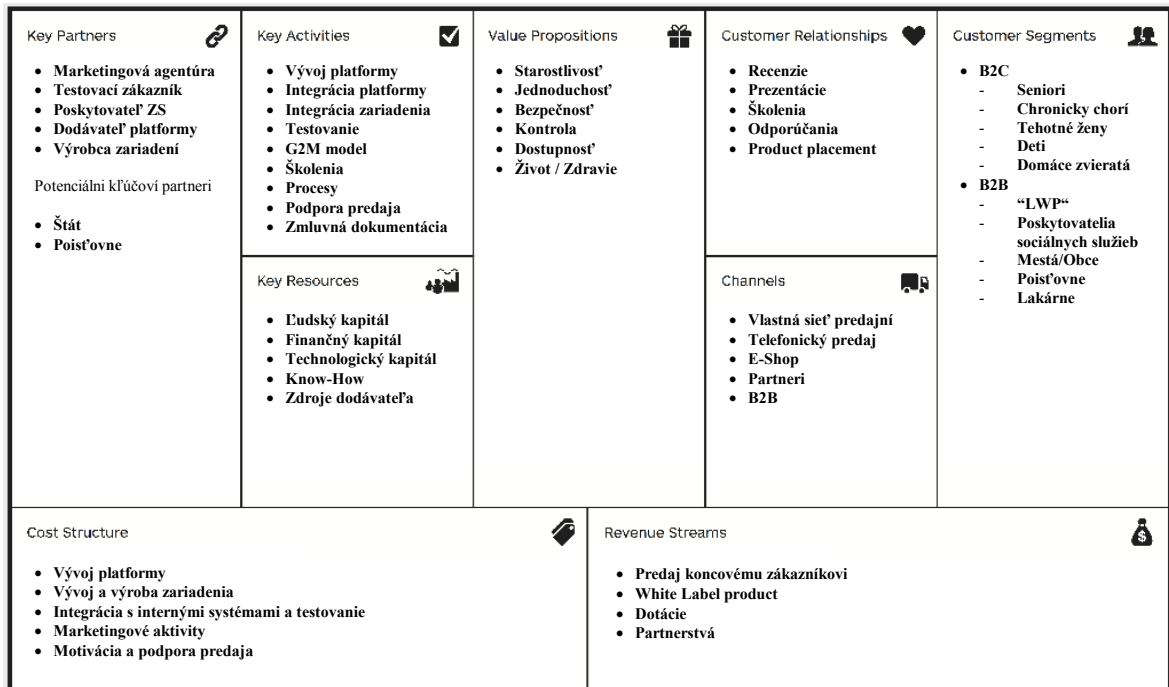 Key Partners
• Marketingová agentúra
• Testovací zákazník
• Poskytovateľ ZS
• Dodávateľ platformy
• Výrobca zariadení
Potenciálni kľúčoví partneri
• Štát
• Poisťovne
Key Activities
• Vývoj platformy
• Integrácia platformy
• Integrácia zariadenia
• Testovanie
• G2M model
• Školenia
• Procesy
• Podpora predaja
• Zmluvná dokumentácia
Key Resources
• Ľudský kapitál
• Finančný kapitál
• Technologický kapitál
• Know-How
• Zdroje dodávateľa
Value Propositions
• Starostlivosť
• Jednoduchosť
• Bezpečnosť
• Kontrola
• Dostupnosť
• Život / Zdravie
Customer Relationships
• Recenzie
• Prezentácie
• Školenia
• Odporúčania
• Product placement
Channels
• Vlastná sieť predajní
• Telefonický predaj
• E-Shop
• Partneri
• B2B
Customer Segments
• B2C
- Seniori
- Chronicky chorí
- Tehotné ženy
- Deti
- Domáce zvieratá
• B2B
- “LWP“
- Poskytovatelia
sociálnych služieb
- Mestá/Obce
- Poisťovne
- Lakárne
Cost Structure
• Vývoj platformy
• Vývoj a výroba zariadenia
• Integrácia s internými systémami a testovanie
• Marketingové aktivity
• Motivácia a podpora predaja
Revenue Streams
$
• Predaj koncovému zákazníkovi
• White Label product
• Dotácie
• Partnerstvá